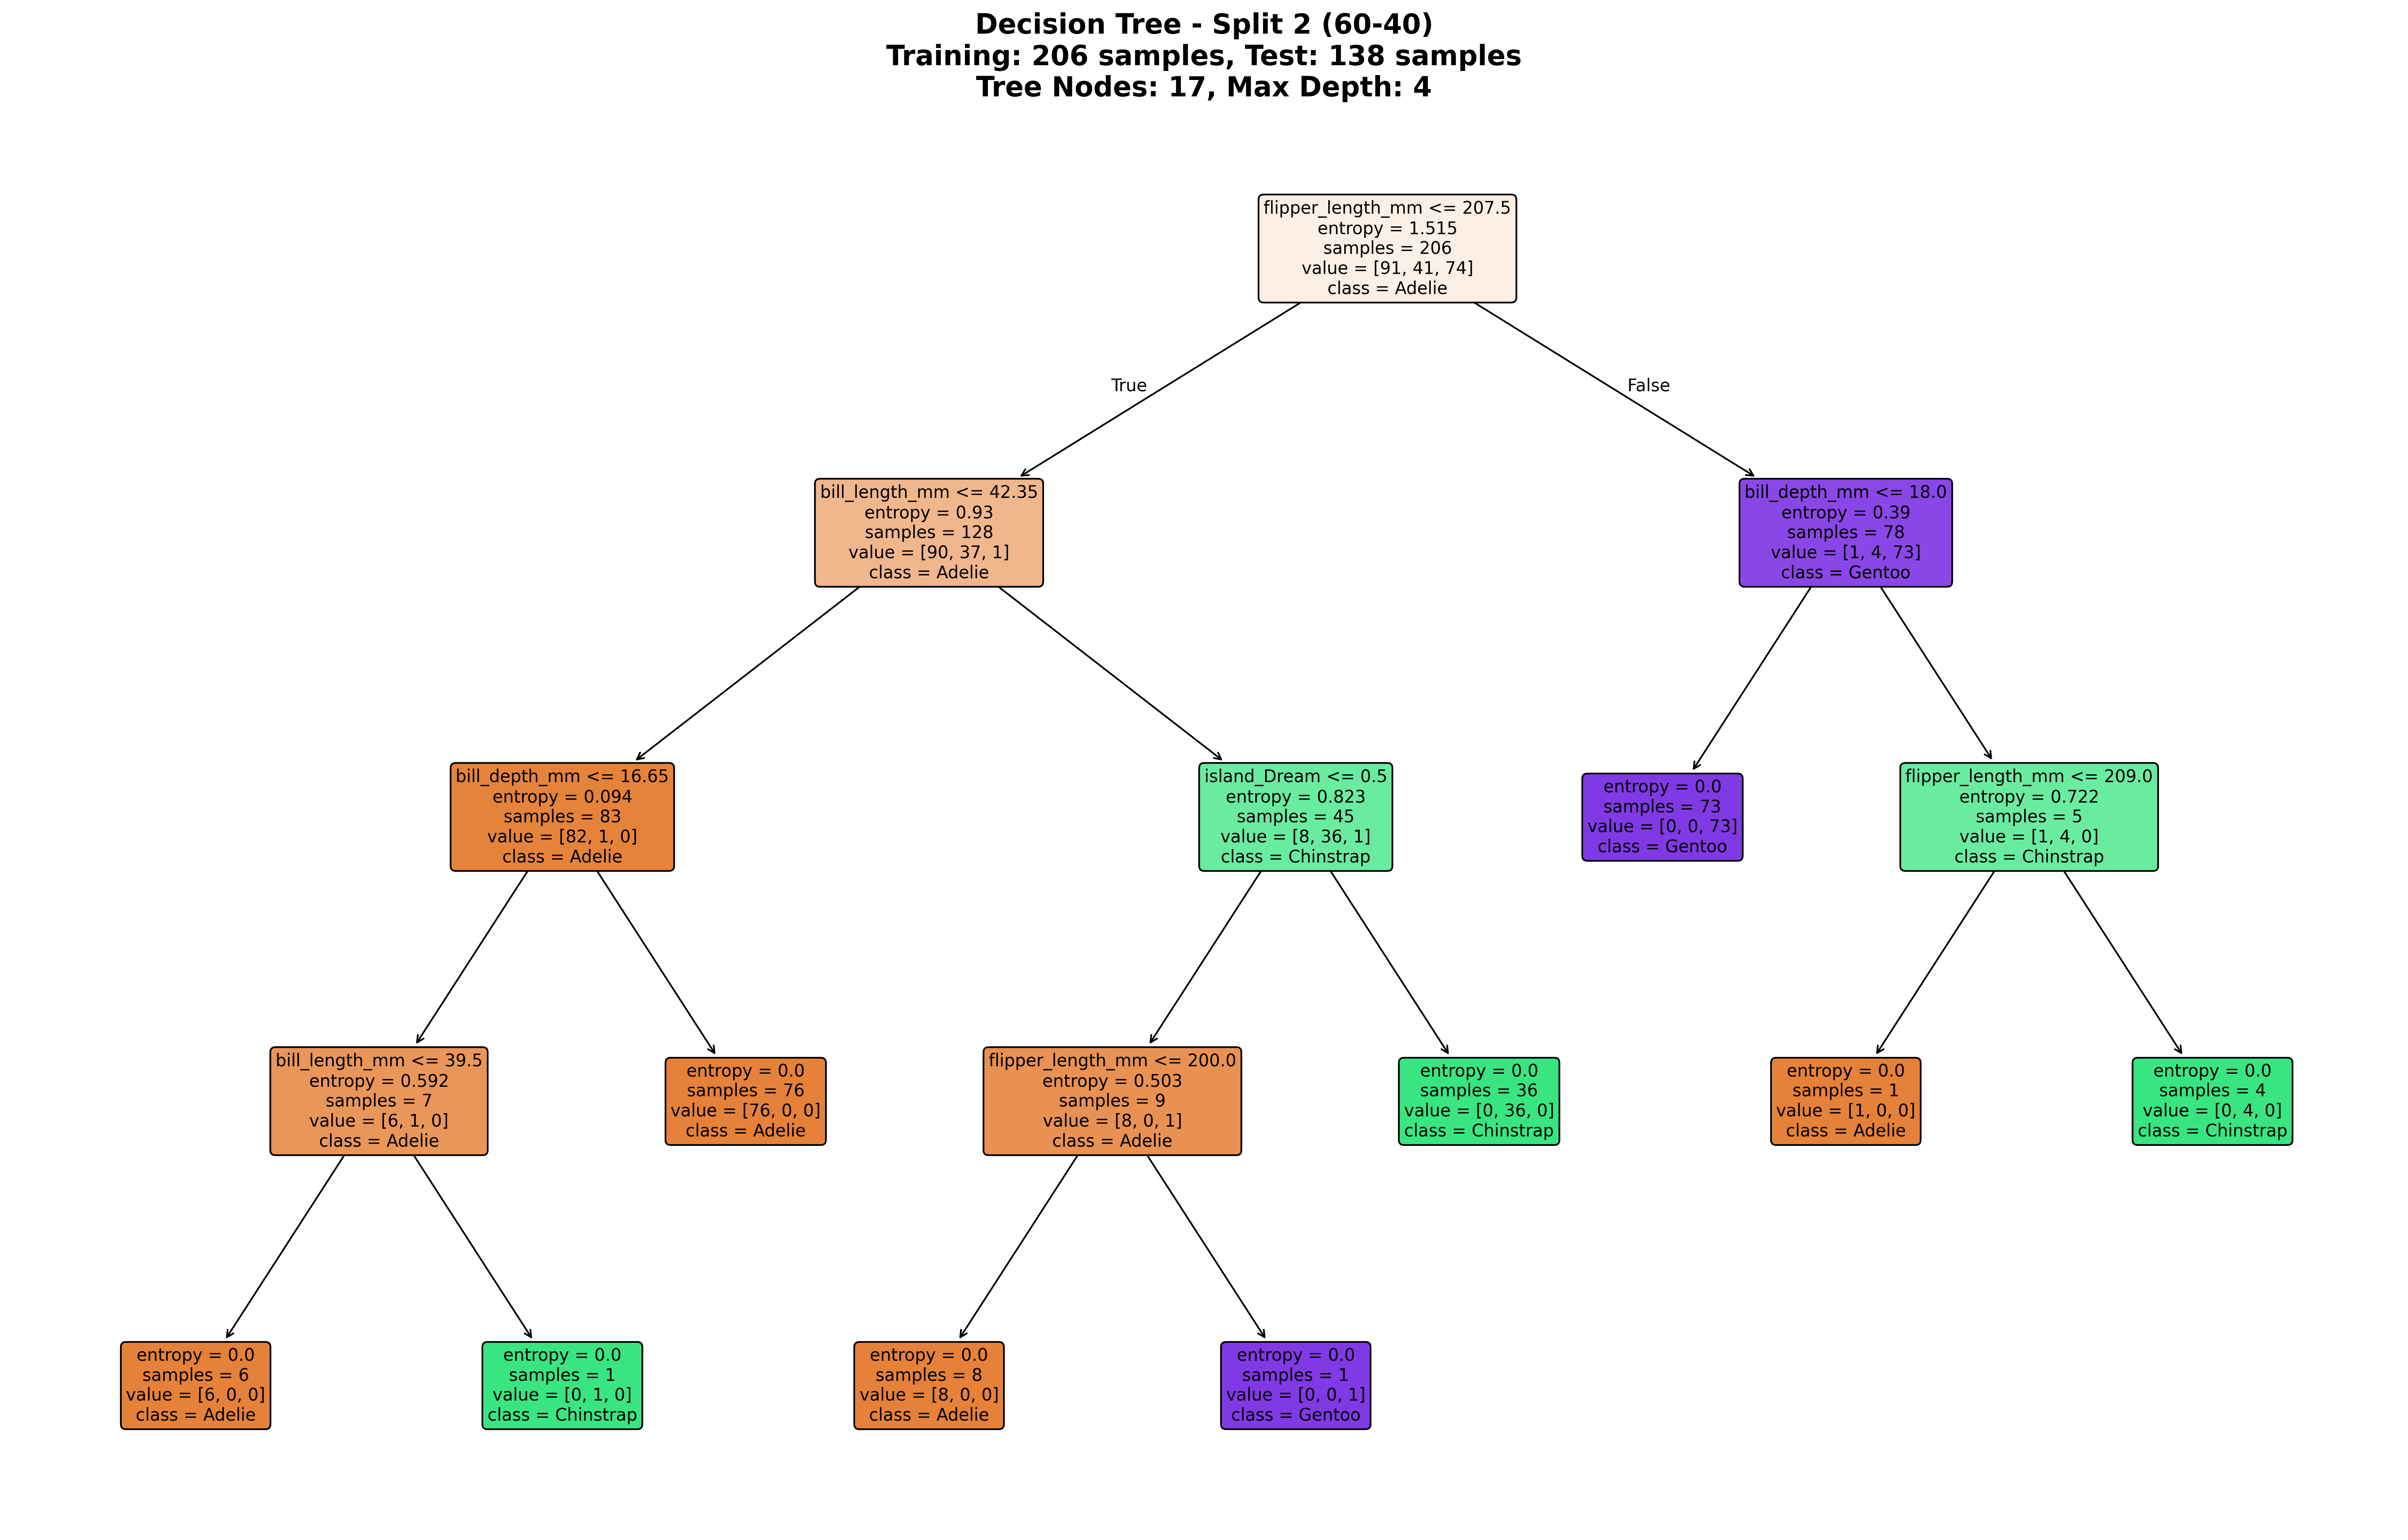 Decision Tree - Split 2 (60-40)
Training: 206 samples, Test: 138 samples
Tree Nodes: 17, Max Depth: 4
flipper_length_mm <= 207.5
entropy = 1.515
samples = 206
value = [91, 41, 74]
class = Adelie
True
False
bill_length_mm <= 42.35
entropy = 0.93
samples = 128
value = [90, 37, 1]
class = Adelie
bill_depth_mm <= 18.0
entropy = 0.39
samples = 78
value = [1, 4, 73]
class = Gentoo
bill_depth_mm <= 16.65
entropy = 0.094
samples = 83
value = [82, 1, 0]
class = Adelie
island_Dream <= 0.5
entropy = 0.823
samples = 45
value = [8, 36, 1]
class = Chinstrap
entropy = 0.0
samples = 73
value = [0, 0, 73]
class = Gentoo
flipper_length_mm <= 209.0
entropy = 0.722
samples = 5
value = [1, 4, 0]
class = Chinstrap
bill_length_mm <= 39.5
entropy = 0.592
samples = 7
value = [6, 1, 0]
class = Adelie
entropy = 0.0
samples = 76
value = [76, 0, 0]
class = Adelie
flipper_length_mm <= 200.0
entropy = 0.503
samples = 9
value = [8, 0, 1]
class = Adelie
entropy = 0.0
samples = 36
value = [0, 36, 0]
class = Chinstrap
entropy = 0.0
samples = 1
value = [1, 0, 0]
class = Adelie
entropy = 0.0
samples = 4
value = [0, 4, 0]
class = Chinstrap
entropy = 0.0
samples = 6
value = [6, 0, 0]
class = Adelie
entropy = 0.0
samples = 1
value = [0, 1, 0]
class = Chinstrap
entropy = 0.0
samples = 8
value = [8, 0, 0]
class = Adelie
entropy = 0.0
samples = 1
value = [0, 0, 1]
class = Gentoo